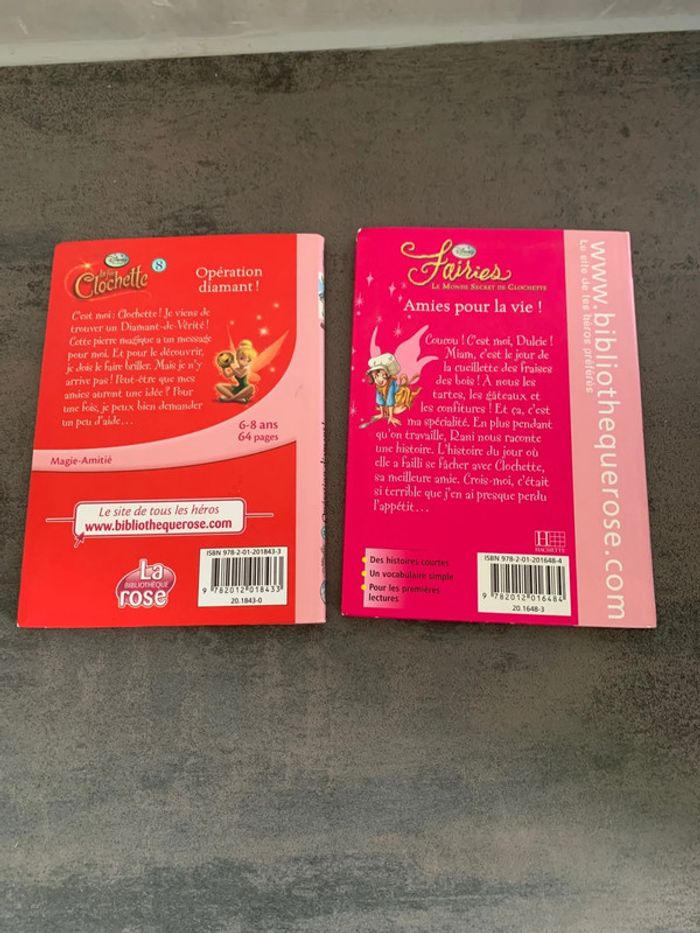 Disney
la fée
Clochette
8
Opération
diamant !
C'est moi : Clochette ! Je viens de
trouver un Diamant-de-Vérité !
Cette pierre magique a un message
pour moi. Et pour le découvrir,
je dois le faire briller. Mais je n'y
arrive pas ! Peut-être que mes
amies auront une idée ? Pour
une fois, je peux bien demander
un peu d'aide...
6-8 ans
64 pages
Magie-Amitié
Le site de tous les héros
www.bibliothequerose.com
La
BIBLIOTHÈQUE
rose
ISBN 978-2-01-201843-3
9 782012 018433
20.1843-0
Disney
Fairies
LE MONDE SECRET DE CLOCHETTE
Amies pour la vie !
Coucou ! C'est moi, Dulcie !
Miam, c'est le jour de
la cueillette des fraises
des bois ! À nous les
tartes, les gâteaux et
les confitures ! Et ça, c'est
ma spécialité. En plus pendant
qu'on travaille, Rani nous raconte
une histoire. L'histoire du jour où
elle a failli se fâcher avec Clochette,
sa meilleure amie. Crois-moi, c'était
si terrible que j'en ai presque perdu
l'appétit...
H
HACHETTE
Des histoires courtes
Un vocabulaire simple
Pour les premières
lectures
ISBN 978-2-01-201648-4
9 782012 016484
20.1648-3
www.bibliothequerose.com
Le site de tes héros préférés